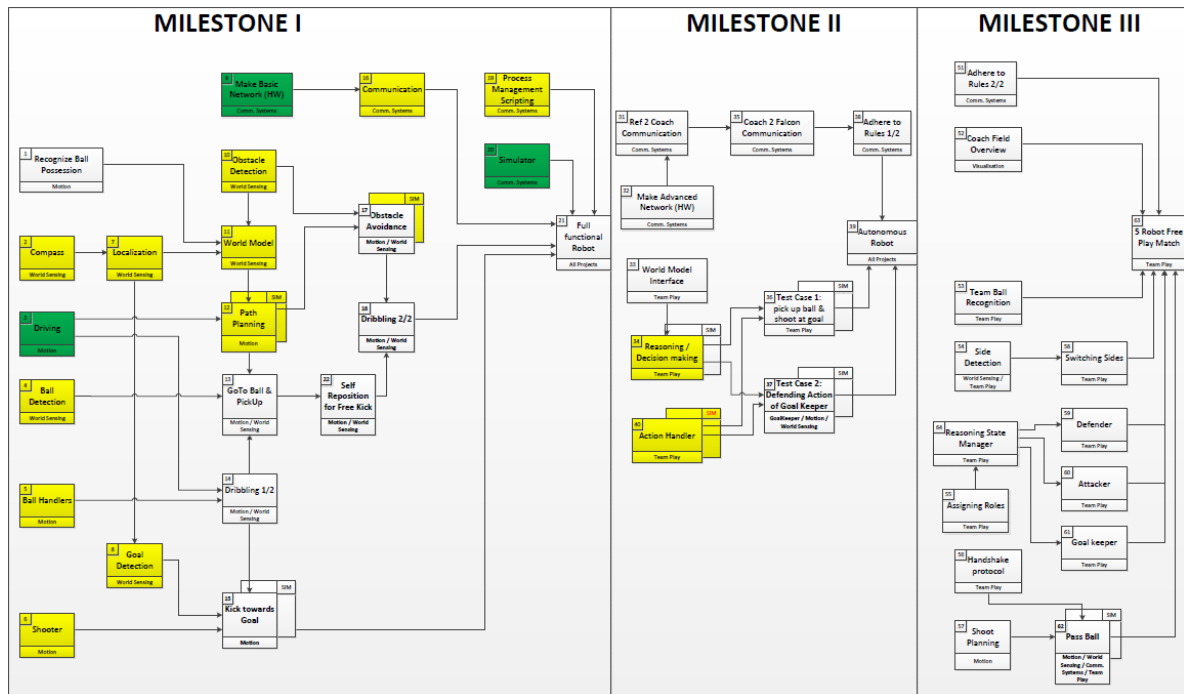 MILESTONE I
9
Make Basic Network (HW)
Comm. Systems
16
Communication
Comm. Systems
19
Process Management Scripting
Comm. Systems
1
Recognize Ball Possession
Motion
10
Obstacle Detection
World Sensing
20
Simulator
Comm. Systems
SIM
17
Obstacle Avoidance
Motion / World Sensing
21
Full functional Robot
All Projects
2
Compass
World Sensing
7
Localization
World Sensing
11
World Model
World Sensing
3
Driving
Motion
SIM
12
Path Planning
Motion
18
Dribbling 2/2
Motion / World Sensing
4
Ball Detection
World Sensing
13
GoTo Ball & PickUp
Motion / World Sensing
22
Self Reposition for Free Kick
Motion / World Sensing
5
Ball Handlers
Motion
14
Dribbling 1/2
Motion / World Sensing
8
Goal Detection
World Sensing
6
Shooter
Motion
SIM
15
Kick towards Goal
Motion
MILESTONE II
31
Ref 2 Coach Communication
Comm. Systems
35
Coach 2 Falcon Communication
Comm. Systems
38
Adhere to Rules 1/2
Comm. Systems
32
Make Advanced Network (HW)
Comm. Systems
39
Autonomous Robot
All Projects
33
World Model Interface
Team Play
SIM
36
Test Case 1: pick up ball & shoot at goal
Team Play
SIM
34
Reasoning / Decision making
Team Play
SIM
37
Test Case 2: Defending Action of Goal Keeper
GoalKeeper / Motion / World Sensing
SIM
40
Action Handler
Team Play
MILESTONE III
51
Adhere to Rules 2/2
Comm. Systems
52
Coach Field Overview
Visualisation
63
5 Robot Free Play Match
Team Play
53
Team Ball Recognition
Team Play
54
Side Detection
World Sensing / Team Play
58
Switching Sides
Team Play
64
Reasoning State Manager
Team Play
59
Defender
Team Play
60
Attacker
Team Play
55
Assigning Roles
Team Play
61
Goal keeper
Team Play
56
Handshake protocol
Team Play
57
Shoot Planning
Motion
SIM
62
Pass Ball
Motion / World Sensing / Comm. Systems / Team Play